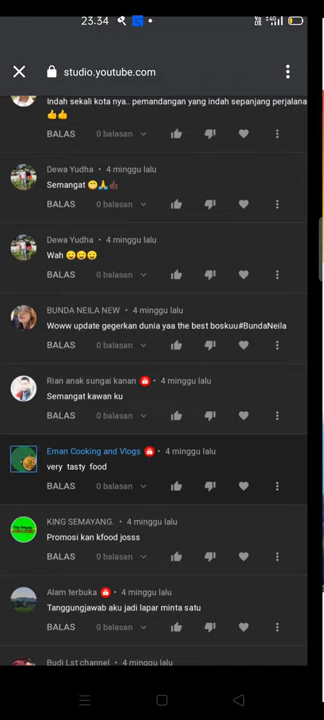 23.34
studio.youtube.com
Indah sekali kota nya.. pemandangan yang indah sepanjang perjalana
👍👍
BALAS 0 balasan
Dewa Yudha • 4 minggu lalu
Semangat 😁🙏👍🏿
BALAS 0 balasan
Dewa Yudha • 4 minggu lalu
Wah 😄😄😄
BALAS 0 balasan
BUNDA NEILA NEW • 4 minggu lalu
Woww update gegerkan dunia yaa the best boskuu#BundaNeila
BALAS 0 balasan
Rian anak sungai kanan • 4 minggu lalu
Semangat kawan ku
BALAS 0 balasan
Eman Cooking and Vlogs • 4 minggu lalu
very tasty food
BALAS 0 balasan
KING SEMAYANG. • 4 minggu lalu
Promosi kan kfood josss
BALAS 0 balasan
Alam terbuka • 4 minggu lalu
Tanggungjawab aku jadi lapar minta satu
BALAS 0 balasan
Budi Lst channel • 4 minggu lalu